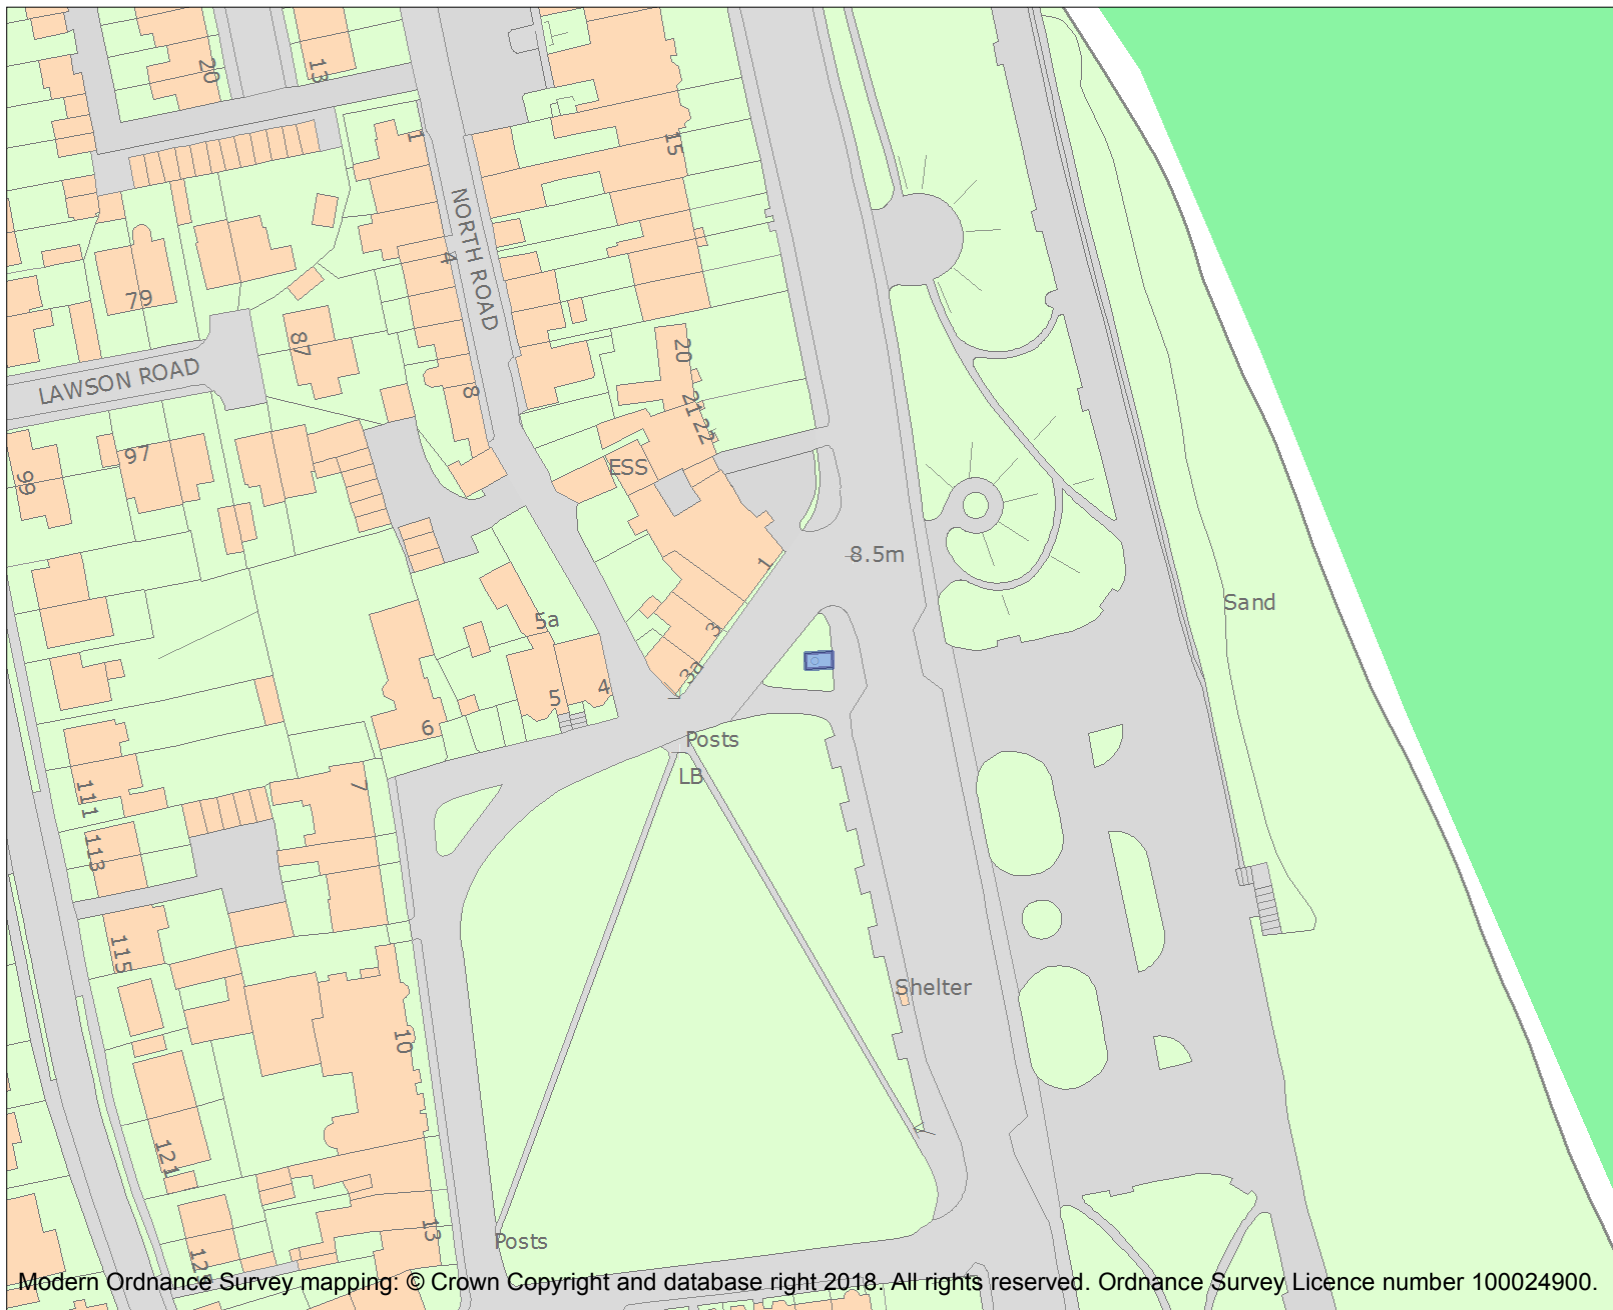 20
13
1
15
NORTH ROAD
4
79
87
20
LAWSON ROAD
8
21
22
97
ESS
99
8.5m
1
Sand
5a
3
3a
5
4
6
Posts
LB
7
111
113
115
Shelter
10
121
13
Posts
Modern Ordnance Survey mapping: © Crown Copyright and database right 2018. All rights reserved. Ordnance Survey Licence number 100024900.